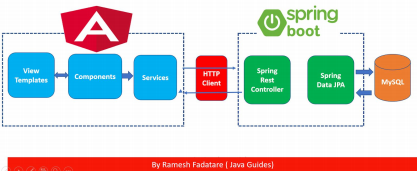 A
spring
boot
View
Templates
Components
Services
HTTP
Client
Spring
Rest
Controller
Spring
Data JPA
MySQL
By Ramesh Fadatare ( Java Guides)